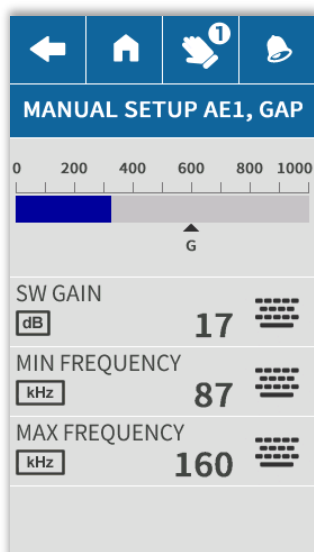 1
MANUAL SETUP AE1, GAP
0 200 400 600 800 1000
G
SW GAIN
dB 17
MIN FREQUENCY
kHz 87
MAX FREQUENCY
kHz 160